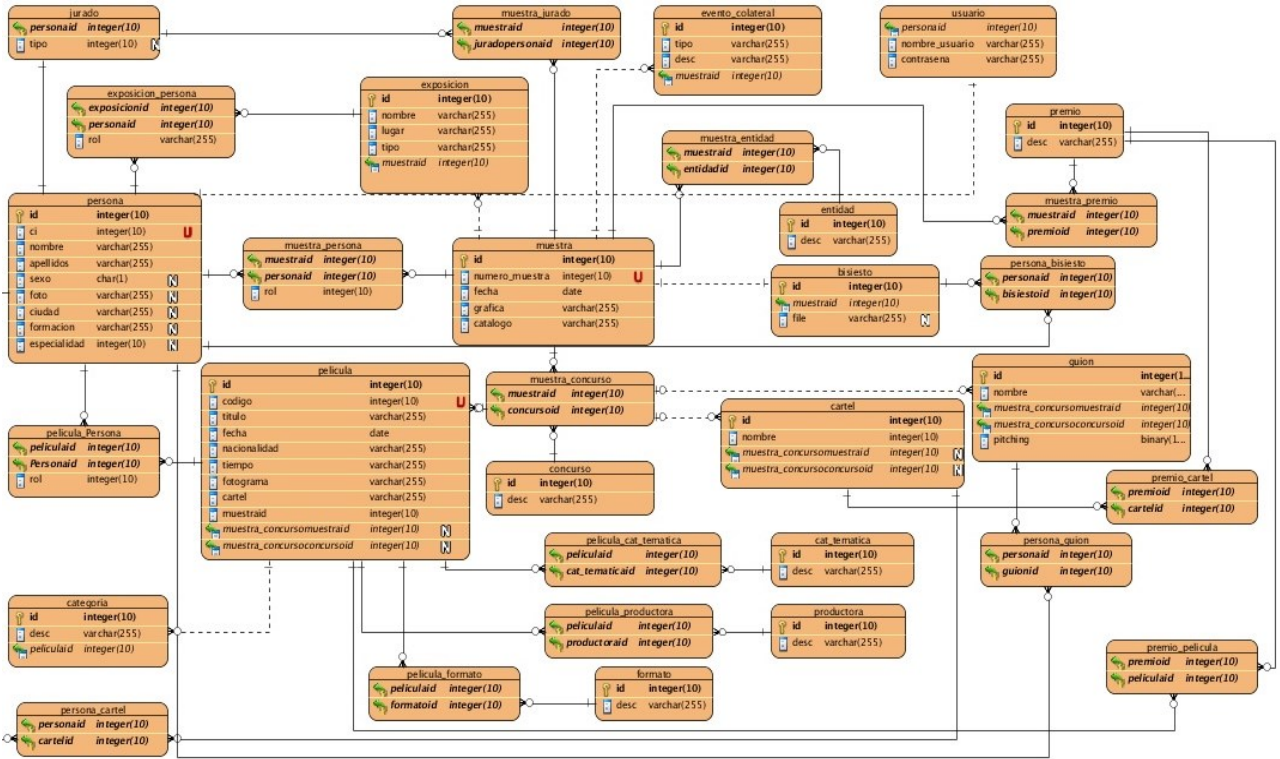 jurado
personaid integer(10)
tipo integer(10) N
muestra_jurado
muestraid integer(10)
juradopersonaid integer(10)
evento_colateral
id integer(10)
tipo varchar(255)
desc varchar(255)
muestraid integer(10)
usuario
personaid integer(10)
nombre_usuario varchar(255)
contrasena varchar(255)
exposicion_persona
exposicionid integer(10)
personaid integer(10)
rol varchar(255)
exposicion
id integer(10)
nombre varchar(255)
lugar varchar(255)
tipo varchar(255)
muestraid integer(10)
muestra_entidad
muestraid integer(10)
entidadid integer(10)
premio
id integer(10)
desc varchar(255)
persona
id integer(10)
ci integer(10) U
nombre varchar(255)
apellidos varchar(255)
sexo char(1) N
foto varchar(255) N
ciudad varchar(255) N
formacion varchar(255) N
especialidad integer(10) N
muestra_persona
muestraid integer(10)
personaid integer(10)
rol integer(10)
muestra
id integer(10)
numero_muestra integer(10) U
fecha date
grafica varchar(255)
catalogo varchar(255)
entidad
id integer(10)
desc varchar(255)
muestra_premio
muestraid integer(10)
premioid integer(10)
bisiesto
id integer(10)
muestraid integer(10)
file varchar(255) N
persona_bisiesto
personaid integer(10)
bisiestoid integer(10)
pelicula
id integer(10)
codigo integer(10) U
titulo varchar(255)
fecha date
nacionalidad varchar(255)
tiempo varchar(255)
fotograma varchar(255)
cartel varchar(255)
muestraid integer(10)
muestra_concursomuestraid integer(10) N
muestra_concursoconcursoid integer(10) N
muestra_concurso
muestraid integer(10)
concursoid integer(10)
quion
id integer(1...
nombre varchar(...
muestra_concursomuestraid integer(10)
muestra_concursoconcursoid integer(10)
pitching binary(1...
cartel
id integer(10)
nombre integer(10)
muestra_concursomuestraid integer(10) N
muestra_concursoconcursoid integer(10) N
pelicula_Persona
peliculaid integer(10)
Personaid integer(10)
rol integer(10)
concurso
id integer(10)
desc varchar(255)
premio_cartel
premioid integer(10)
cartelid integer(10)
pelicula_cat_tematica
peliculaid integer(10)
cat_tematicaid integer(10)
cat_tematica
id integer(10)
desc varchar(255)
persona_guion
personaid integer(10)
guionid integer(10)
categoria
id integer(10)
desc varchar(255)
peliculaid integer(10)
pelicula_productora
peliculaid integer(10)
productoraid integer(10)
productora
id integer(10)
desc varchar(255)
premio_pelicula
premioid integer(10)
peliculaid integer(10)
pelicula_formato
peliculaid integer(10)
formatoid integer(10)
formato
id integer(10)
desc varchar(255)
persona_cartel
personaid integer(10)
cartelid integer(10)